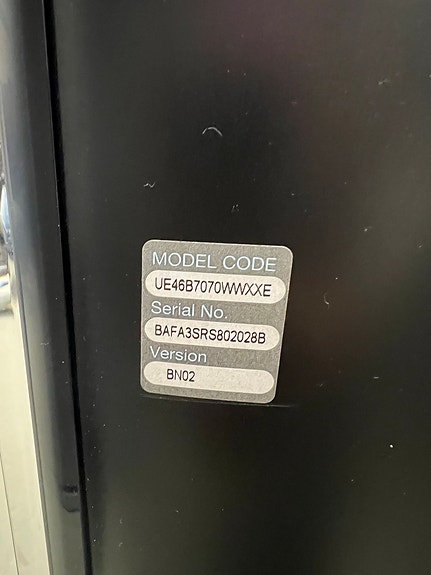 MODEL CODE
UE46B7070WWXXE
Serial No.
BAFA3SRS802028B
Version
BN02